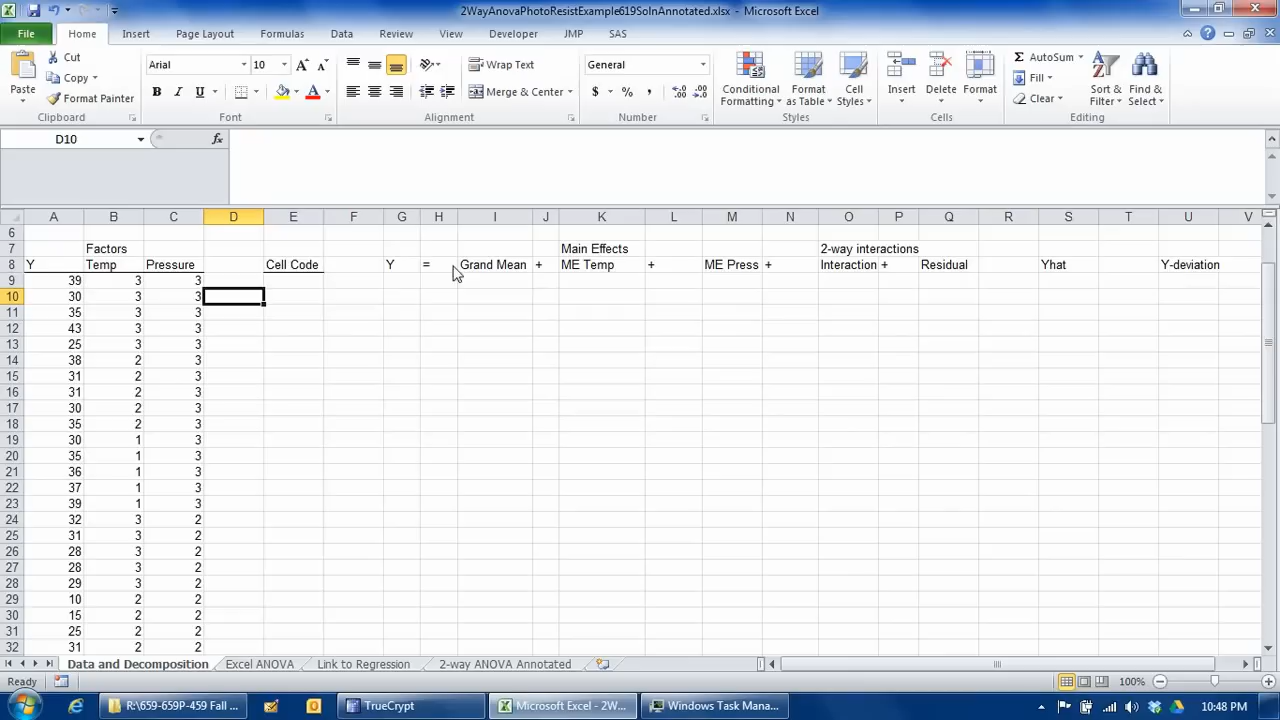 2WayAnovaPhotoResistExample619SolnAnnotated.xlsx - Microsoft Excel
File Home Insert Page Layout Formulas Data Review View Developer JMP SAS
Cut
Copy
Format Painter
Paste
Clipboard
Arial 10
B I U
Font
Wrap Text
Merge & Center
Alignment
General
$ % ,
Number
Conditional Formatting
Format as Table
Cell Styles
Styles
Insert Delete Format
Cells
AutoSum
Fill
Clear
Sort & Filter
Find & Select
Editing
D10 fx
A B C D E F G H I J K L M N O P Q R S T U V
6
7 Factors Main Effects 2-way interactions
8 Y Temp Pressure Cell Code Y = Grand Mean + ME Temp + ME Press + Interaction + Residual Yhat Y-deviation
9 39 3 3
10 30 3 3
11 35 3 3
12 43 3 3
13 25 3 3
14 38 2 3
15 31 2 3
16 31 2 3
17 30 2 3
18 35 2 3
19 30 1 3
20 35 1 3
21 36 1 3
22 37 1 3
23 39 1 3
24 32 3 2
25 31 3 2
26 28 3 2
27 28 3 2
28 29 3 2
29 10 2 2
30 15 2 2
31 25 2 2
32 31 2 2
Data and Decomposition Excel ANOVA Link to Regression 2-way ANOVA Annotated
Ready 100%
R:\659-659P-459 Fall ... TrueCrypt Microsoft Excel - 2W... Windows Task Mana... 10:48 PM